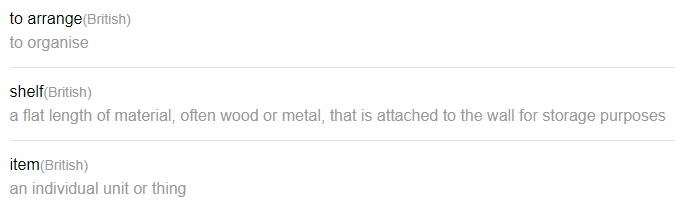 to arrange(British)
to organise
shelf(British)
a flat length of material, often wood or metal, that is attached to the wall for storage purposes
item(British)
an individual unit or thing